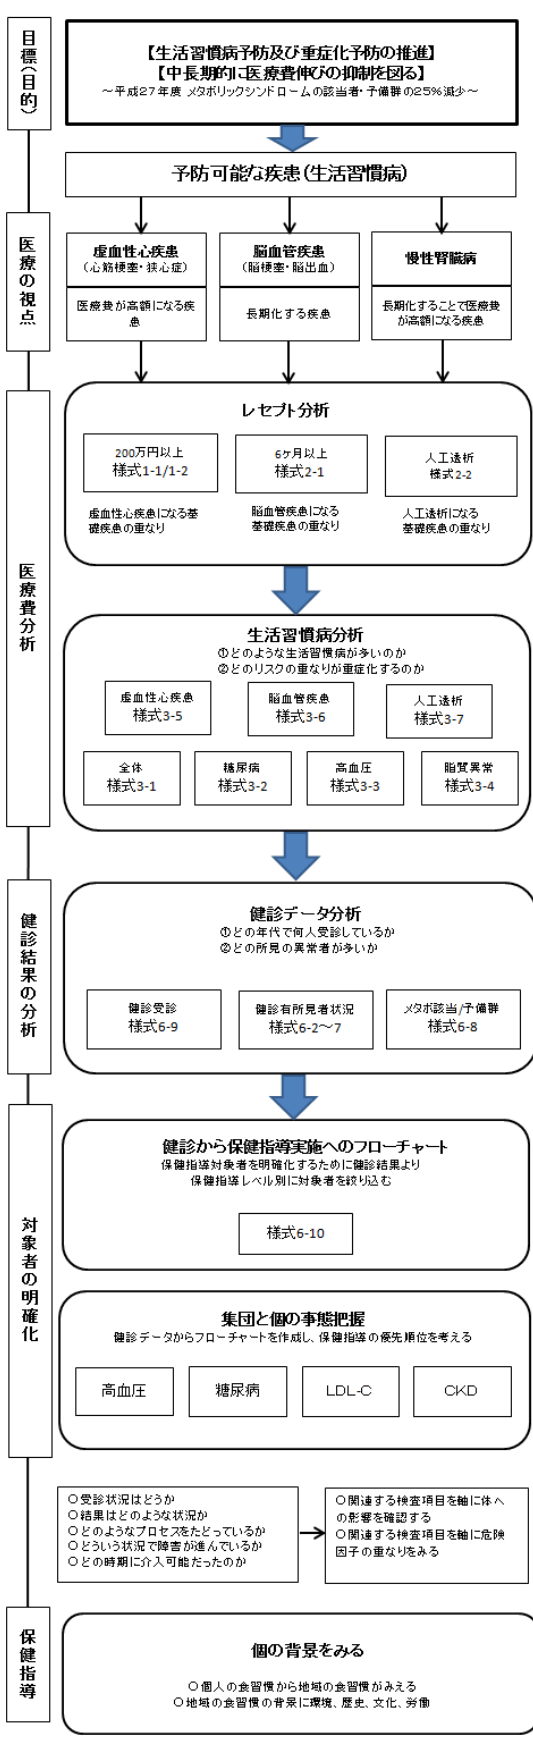 目標(目的)
【生活習慣病予防及び重症化予防の推進】
【中長期的に医療費伸びの抑制を図る】
～平成27年度 メタボリックシンドロームの該当者・予備群の25%減少～
予防可能な疾患(生活習慣病)
医療の視点
虚血性心疾患
(心筋梗塞・狭心症)
医療費が高額になる疾
患
脳血管疾患
(脳梗塞・脳出血)
長期化する疾患
慢性腎臓病
長期化することで医療費
が高額になる疾患
医療費分析
レセプト分析
200万円以上
様式1-1/1-2
6ヶ月以上
様式2-1
人工透析
様式2-2
虚血性心疾患になる基
礎疾患の重なり
脳血管疾患になる
基礎疾患の重なり
人工透析になる
基礎疾患の重なり
生活習慣病分析
①どのような生活習慣病が多いのか
②どのリスクの重なりが重症化するのか
虚血性心疾患
様式3-5
脳血管疾患
様式3-6
人工透析
様式3-7
全体
様式3-1
糖尿病
様式3-2
高血圧
様式3-3
脂質異常
様式3-4
健診結果の分析
健診データ分析
①どの年代で何人受診しているか
②どの所見の異常者が多いか
健診受診
様式6-9
健診有所見者状況
様式6-2～7
メタボ該当/予備群
様式6-8
対象者の明確化
健診から保健指導実施へのフローチャート
保健指導対象者を明確化するために健診結果より
保健指導レベル別に対象者を絞り込む
様式6-10
集団と個の事態把握
健診データからフローチャートを作成し、保健指導の優先順位を考える
高血圧
糖尿病
LDL-C
CKD
○受診状況はどうか
○結果はどのような状況か
○どのようなプロセスをたどっているか
○どういう状況で障害が進んでいるか
○どの時期に介入可能だったのか
○関連する検査項目を軸に体へ
の影響を確認する
○関連する検査項目を軸に危険
因子の重なりをみる
保健指導
個の背景をみる
○個人の食習慣から地域の食習慣がみえる
○地域の食習慣の背景に環境、歴史、文化、労働